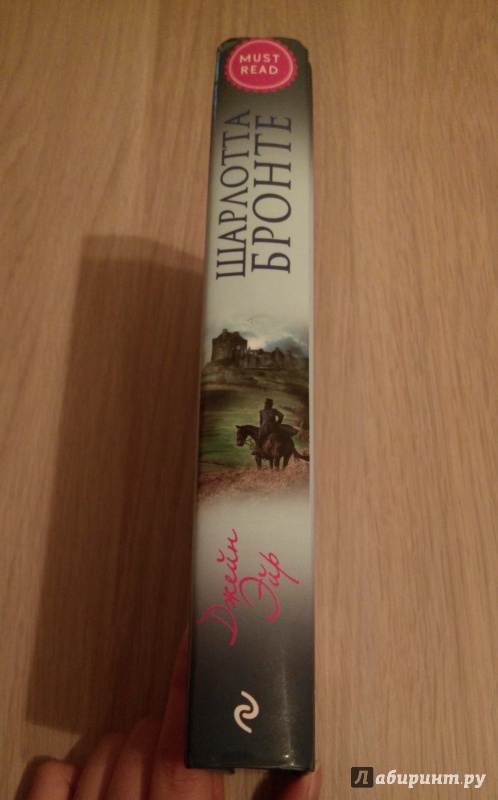 MUST
READ
ШАРЛОТТА
БРОНТЕ
Джейн
Эйр
Лабиринт.ру